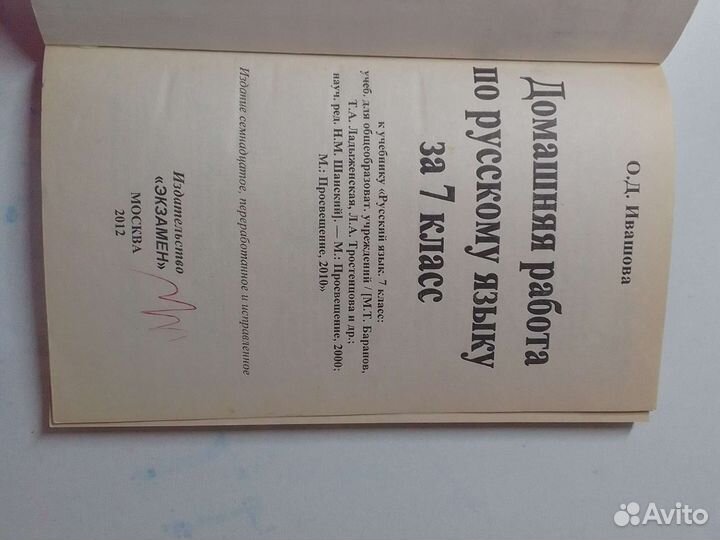 О.Д. Ивашова
Домашняя работа
по русскому языку
за 7 класс
к учебнику «Русский язык. 7 класс:
учеб. для общеобразоват. учреждений / [М.Т. Баранов,
Т.А. Ладыженская, Л.А. Тростенцова и др.;
науч. ред. Н.М. Шанский]. — М.: Просвещение, 2000;
М.: Просвещение, 2010»
Издание семнадцатое, переработанное и исправленное
Издательство
«ЭКЗАМЕН»
МОСКВА
2012
Avito